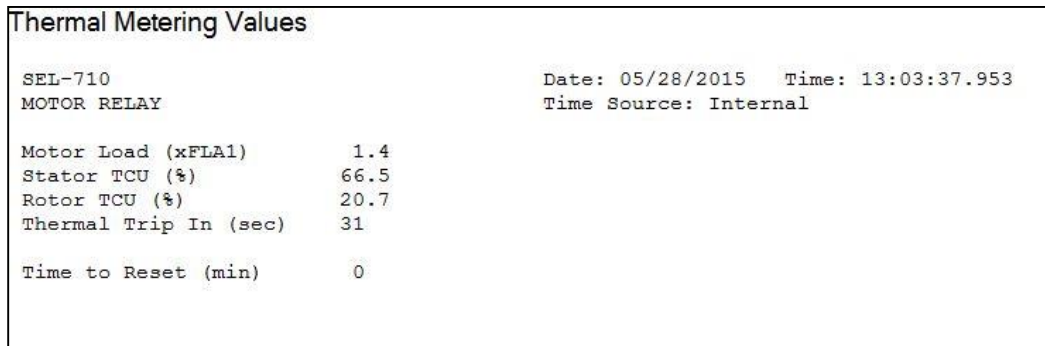 Thermal Metering Values
SEL-710 Date: 05/28/2015 Time: 13:03:37.953
MOTOR RELAY Time Source: Internal
Motor Load (xFLA1) 1.4
Stator TCU (%) 66.5
Rotor TCU (%) 20.7
Thermal Trip In (sec) 31
Time to Reset (min) 0